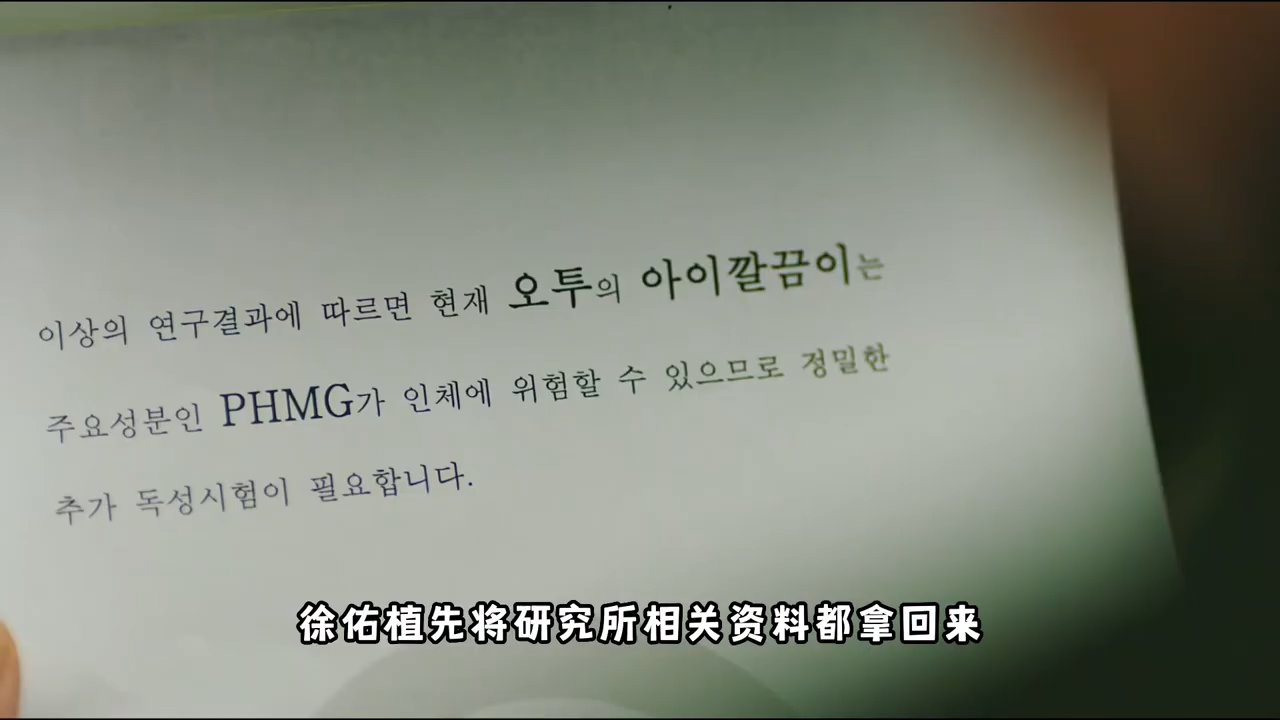 이상의 연구결과에 따르면 현재 오투의 아이깔끔이는
주요성분인 PHMG가 인체에 위험할 수 있으므로 정밀한
추가 독성시험이 필요합니다.
徐佑植先将研究所相关资料都拿回来